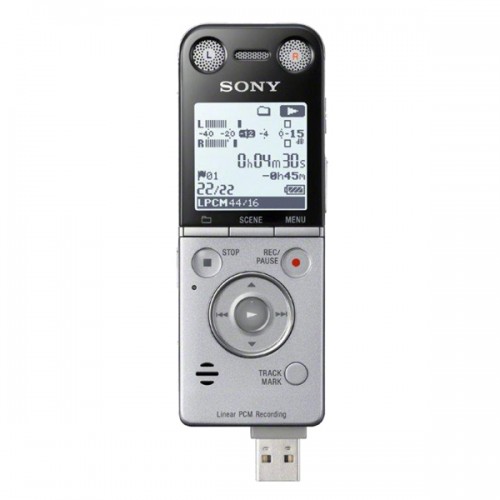 L R
SONY
L
-40 -20 -12 -4 0 -15
R
0h04m30s
01 -0h45m
22/22
LPCM44/16
SCENE MENU
STOP REC/
PAUSE
TRACK
MARK
Linear PCM Recording